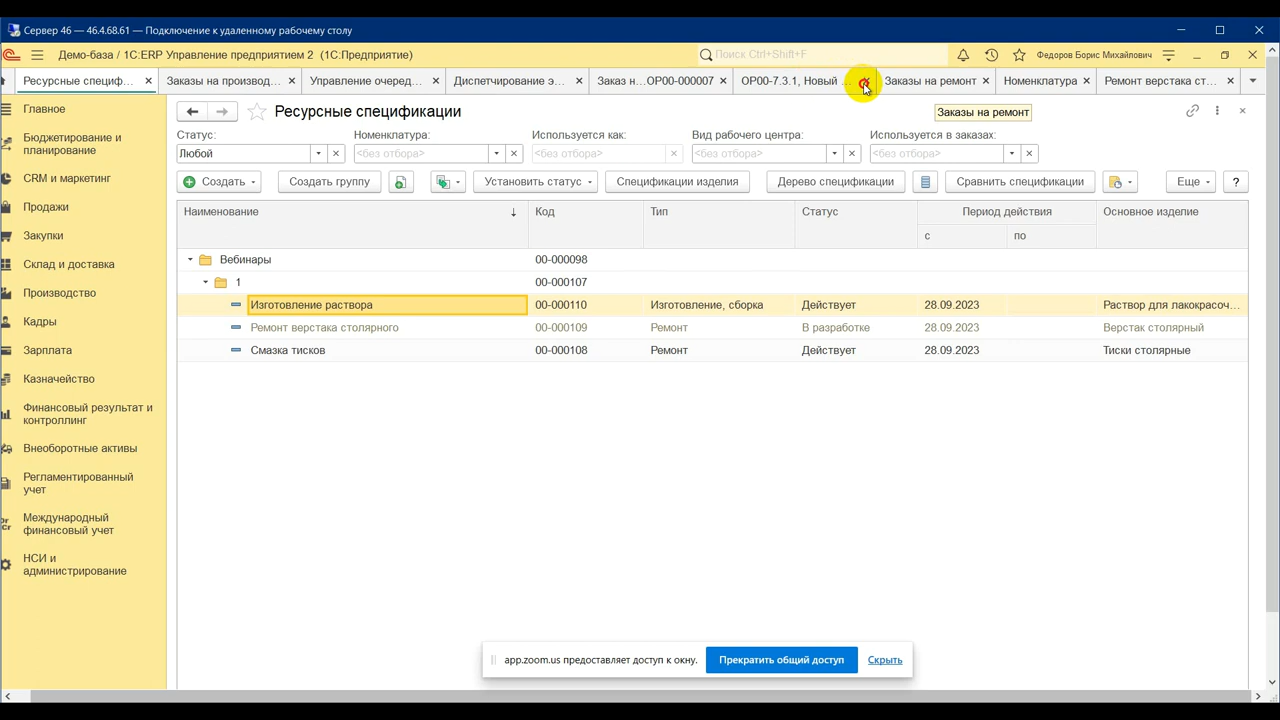 Сервер 46 — 46.4.68.61 — Подключение к удаленному рабочему столу
Демо-база / 1С:ERP Управление предприятием 2 (1С:Предприятие)
Поиск Ctrl+Shift+F
Федоров Борис Михайлович
Ресурсные специф...
Заказы на производ...
Управление очеред...
Диспетчирование э...
Заказ н... ОР00-000007
ОР00-7.3.1, Новый ...
Заказы на ремонт
Номенклатура
Ремонт верстака ст...
Главное
Бюджетирование и
планирование
CRM и маркетинг
Продажи
Закупки
Склад и доставка
Производство
Кадры
Зарплата
Казначейство
Финансовый результат и
контроллинг
Внеоборотные активы
Регламентированный
учет
Международный
финансовый учет
НСИ и
администрирование
Ресурсные спецификации
Заказы на ремонт
Статус: Номенклатура: Используется как: Вид рабочего центра: Используется в заказах:
Любой <без отбора> <без отбора> <без отбора> <без отбора>
Создать Создать группу Установить статус Спецификации изделия Дерево спецификации Сравнить спецификации Еще ?
Наименование Код Тип Статус Период действия Основное изделие
с по
Вебинары 00-000098
1 00-000107
Изготовление раствора 00-000110 Изготовление, сборка Действует 28.09.2023 Раствор для лакокрасоч...
Ремонт верстака столярного 00-000109 Ремонт В разработке 28.09.2023 Верстак столярный
Смазка тисков 00-000108 Ремонт Действует 28.09.2023 Тиски столярные
app.zoom.us предоставляет доступ к окну. Прекратить общий доступ Скрыть